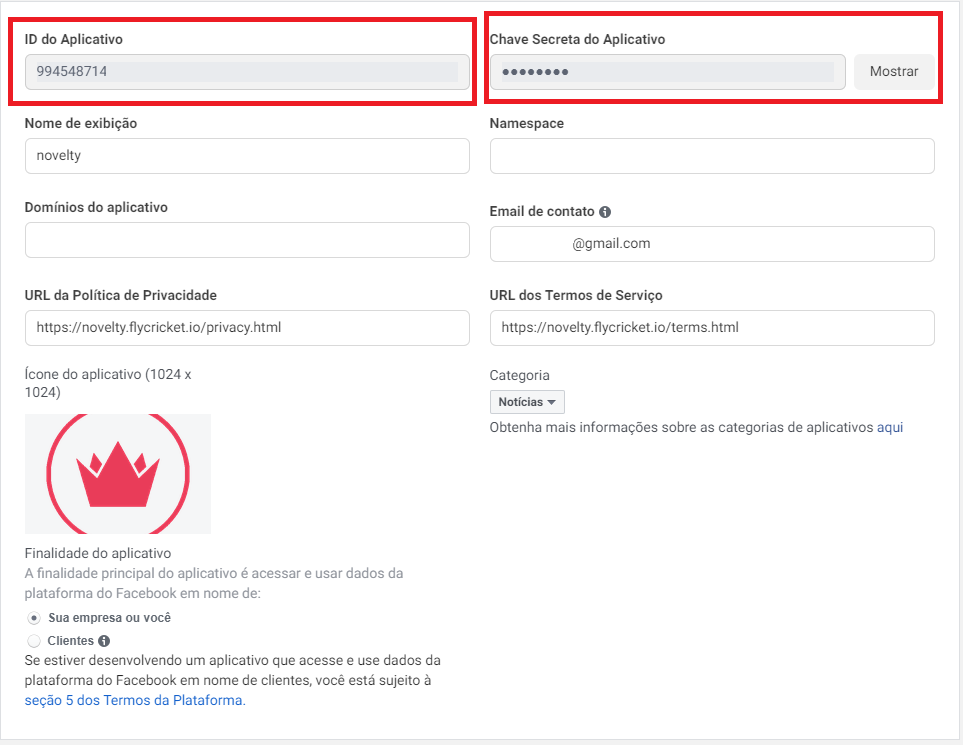 ID do Aplicativo
994548714
Chave Secreta do Aplicativo
••••••••
Mostrar
Nome de exibição
novelty
Namespace
Domínios do aplicativo
Email de contato
@gmail.com
URL da Política de Privacidade
https://novelty.flycricket.io/privacy.html
URL dos Termos de Serviço
https://novelty.flycricket.io/terms.html
Ícone do aplicativo (1024 x
1024)
Categoria
Notícias
Obtenha mais informações sobre as categorias de aplicativos aqui
Finalidade do aplicativo
A finalidade principal do aplicativo é acessar e usar dados da
plataforma do Facebook em nome de:
Sua empresa ou você
Clientes
Se estiver desenvolvendo um aplicativo que acesse e use dados da
plataforma do Facebook em nome de clientes, você está sujeito à
seção 5 dos Termos da Plataforma.